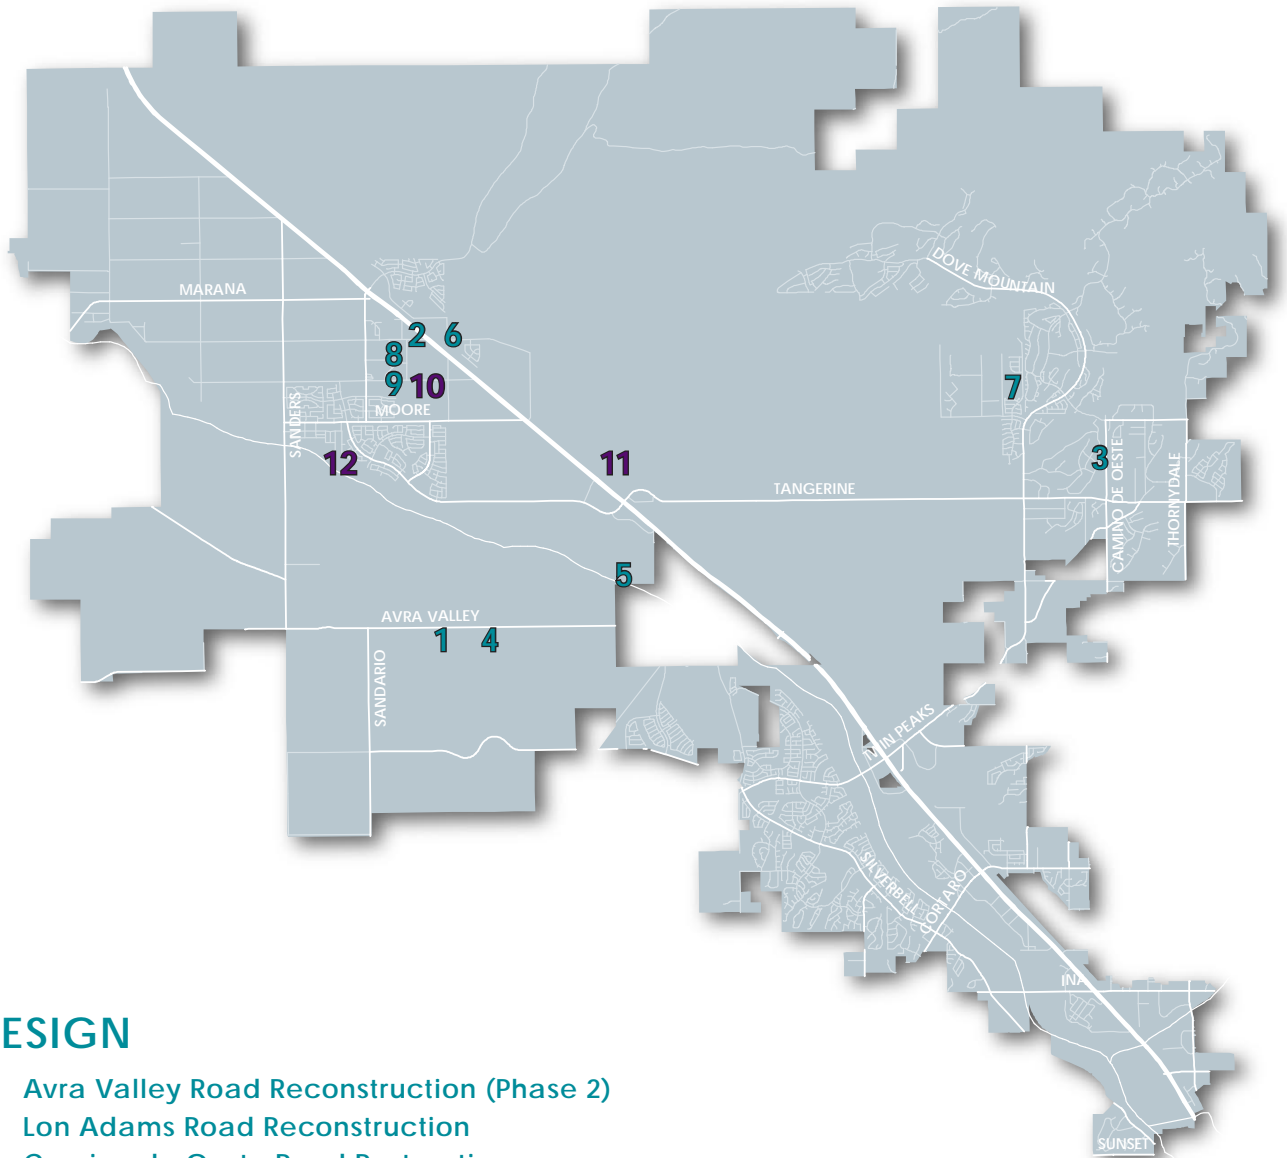 DOVE MOUNTAIN
MARANA
2
6
8
9
10
7
MOORE
SANDERS
12
11
3
CAMINO DE OESTE
THORNYDALE
TANGERINE
5
AVRA VALLEY
1
4
SANDARIO
TWIN PEAKS
SILVERBELL
CORTARO
INA
SUNSET
ESIGN
Avra Valley Road Reconstruction (Phase 2)
Lon Adams Road Reconstruction